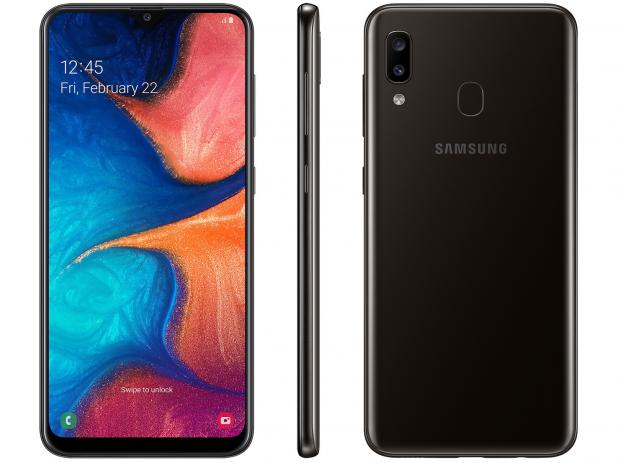 12:45
Fri, February 22
Swipe to unlock
SAMSUNG